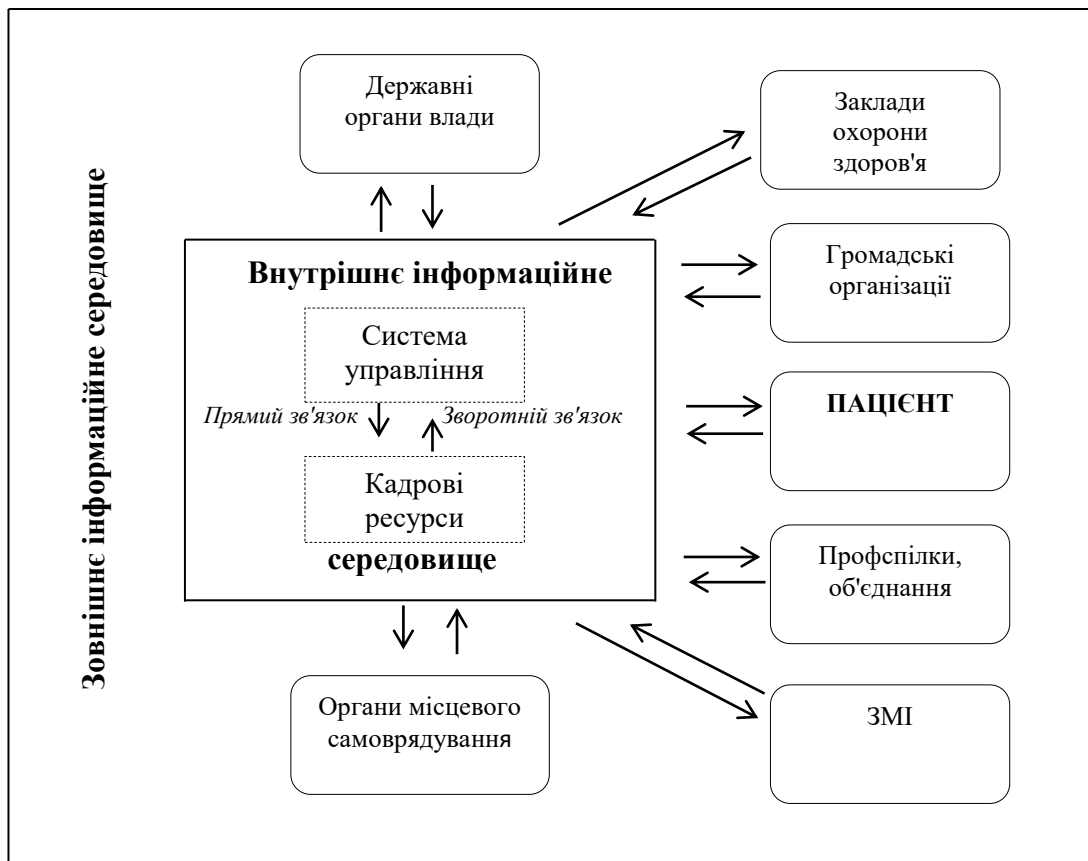 Зовнішнє інформаційне середовище
Державні
органи влади
Заклади
охорони
здоров'я
Внутрішнє інформаційне
Громадські
організації
Система
управління
Прямий зв'язок
Зворотній зв'язок
ПАЦІЄНТ
Кадрові
ресурси
середовище
Профспілки,
об'єднання
Органи місцевого
самоврядування
ЗМІ